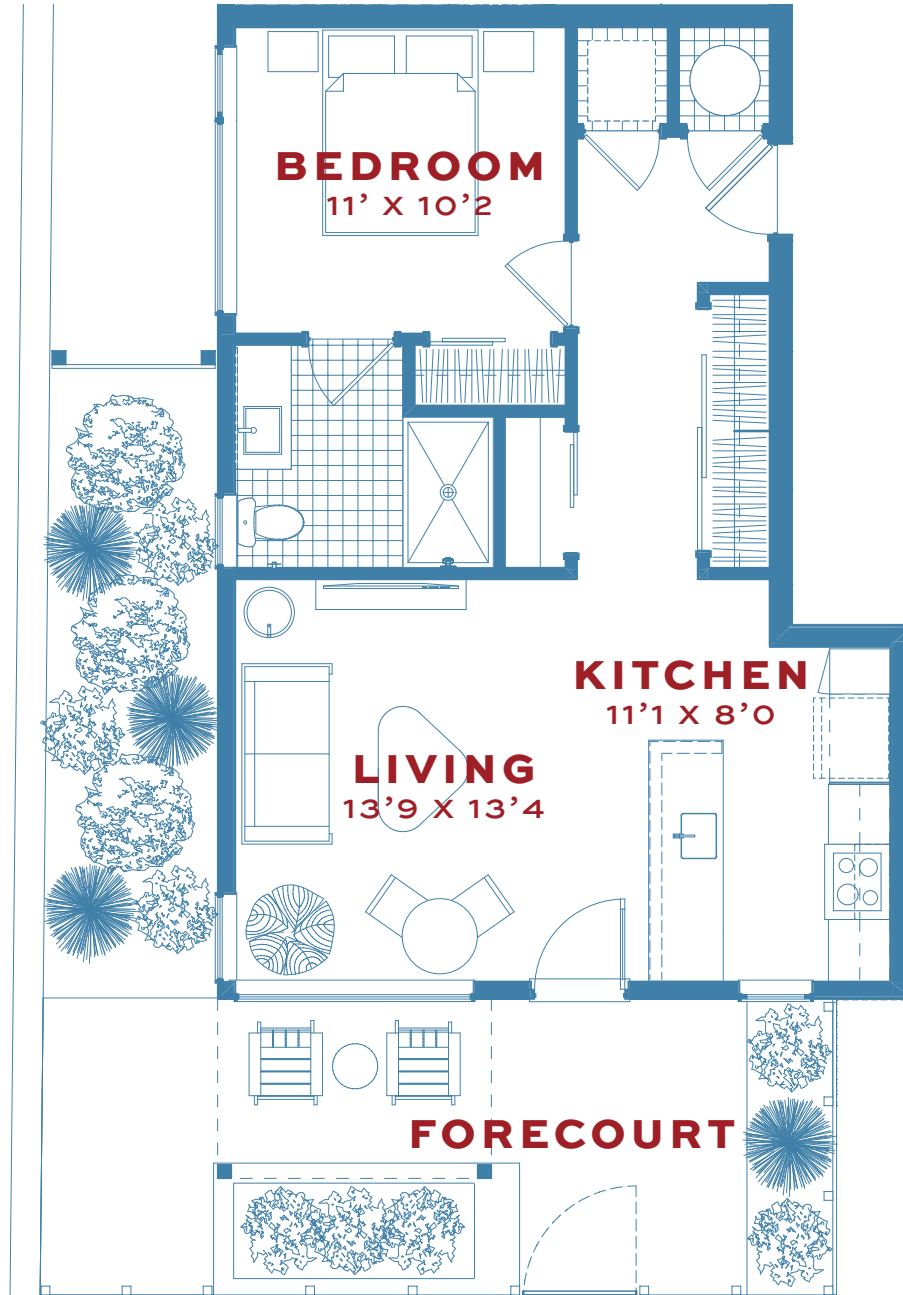 BEDROOM
11’ X 10’2
KITCHEN
11’1 X 8’0
LIVING
13’9 X 13’4
FORECOURT